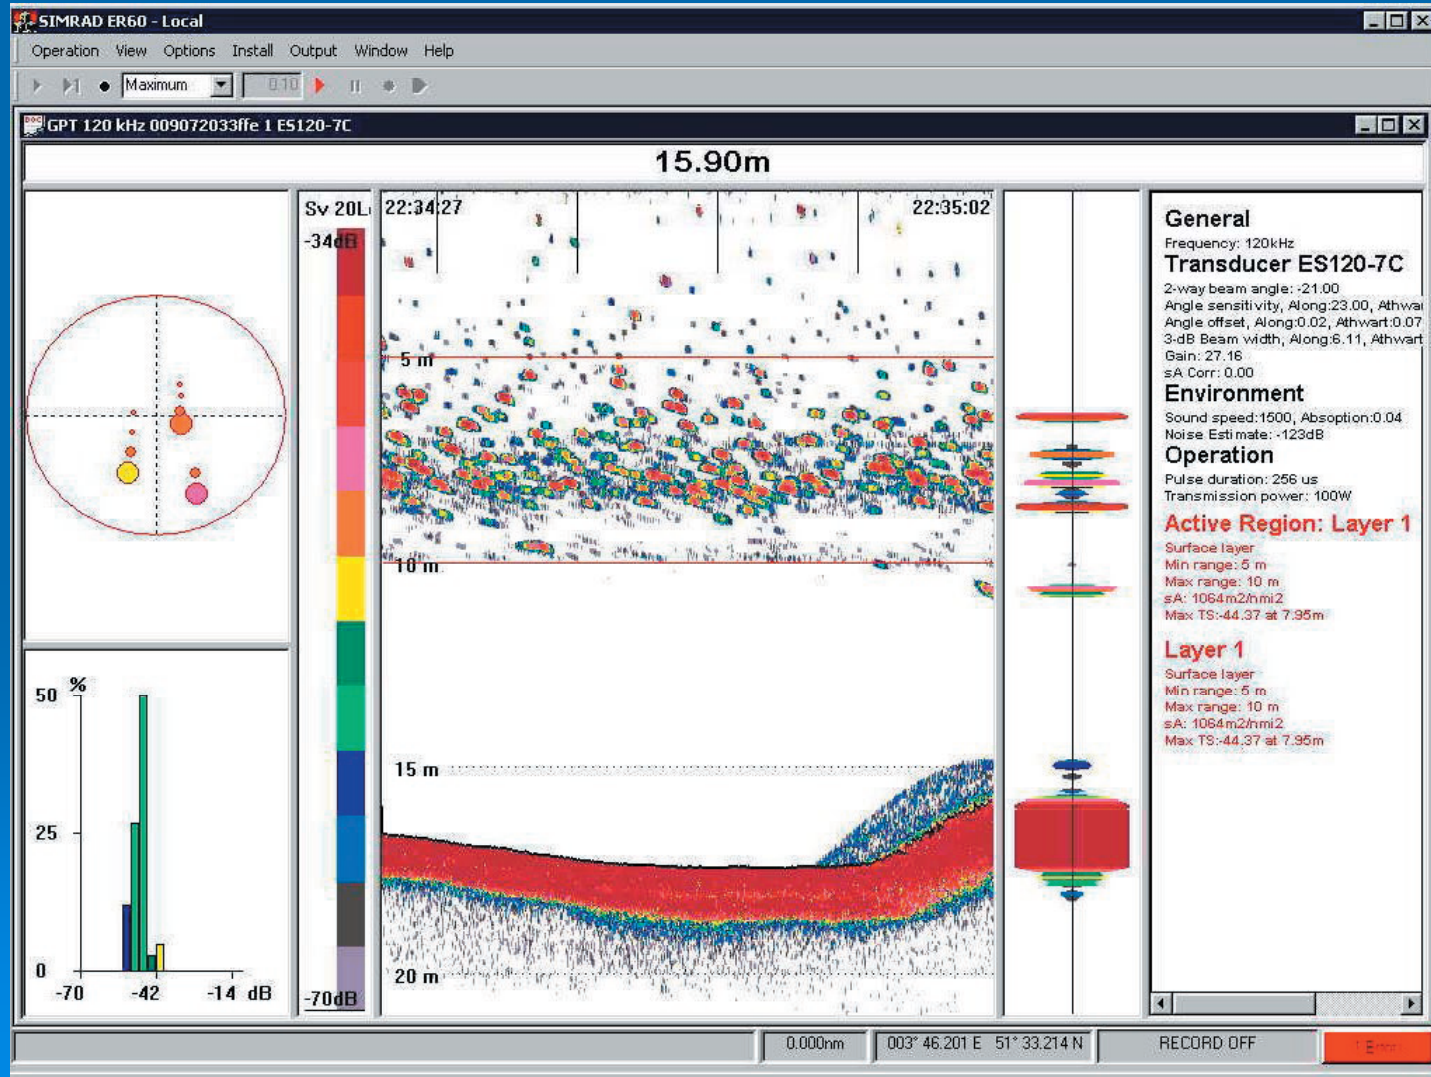 SIMRAD ER60 - Local
Operation View Options Install Output Window Help
Maximum 0.10
GPT 120 kHz 009072033ffe 1 ES120-7C
15.90m
Sv 20L
-34dB
-70dB
22:34:27 22:35:02
5 m
10 m
15 m
20 m
50 %
25
0
-70 -42 -14 dB
General
Frequency: 120kHz
Transducer ES120-7C
2-way beam angle: -21.00
Angle sensitivity, Along:23.00, Athwar
Angle offset, Along:0.02, Athwart:0.07
3-dB Beam width, Along:6.11, Athwart
Gain: 27.16
sA Corr: 0.00
Environment
Sound speed:1500, Absoption:0.04
Noise Estimate: -123dB
Operation
Pulse duration: 256 us
Transmission power: 100W
Active Region: Layer 1
Surface layer
Min range: 5 m
Max range: 10 m
sA: 1064m2/nmi2
Max TS:-44.37 at 7.95m
Layer 1
Surface layer
Min range: 5 m
Max range: 10 m
sA: 1064m2/nmi2
Max TS:-44.37 at 7.95m
0.000nm 003° 46.201 E 51° 33.214 N RECORD OFF